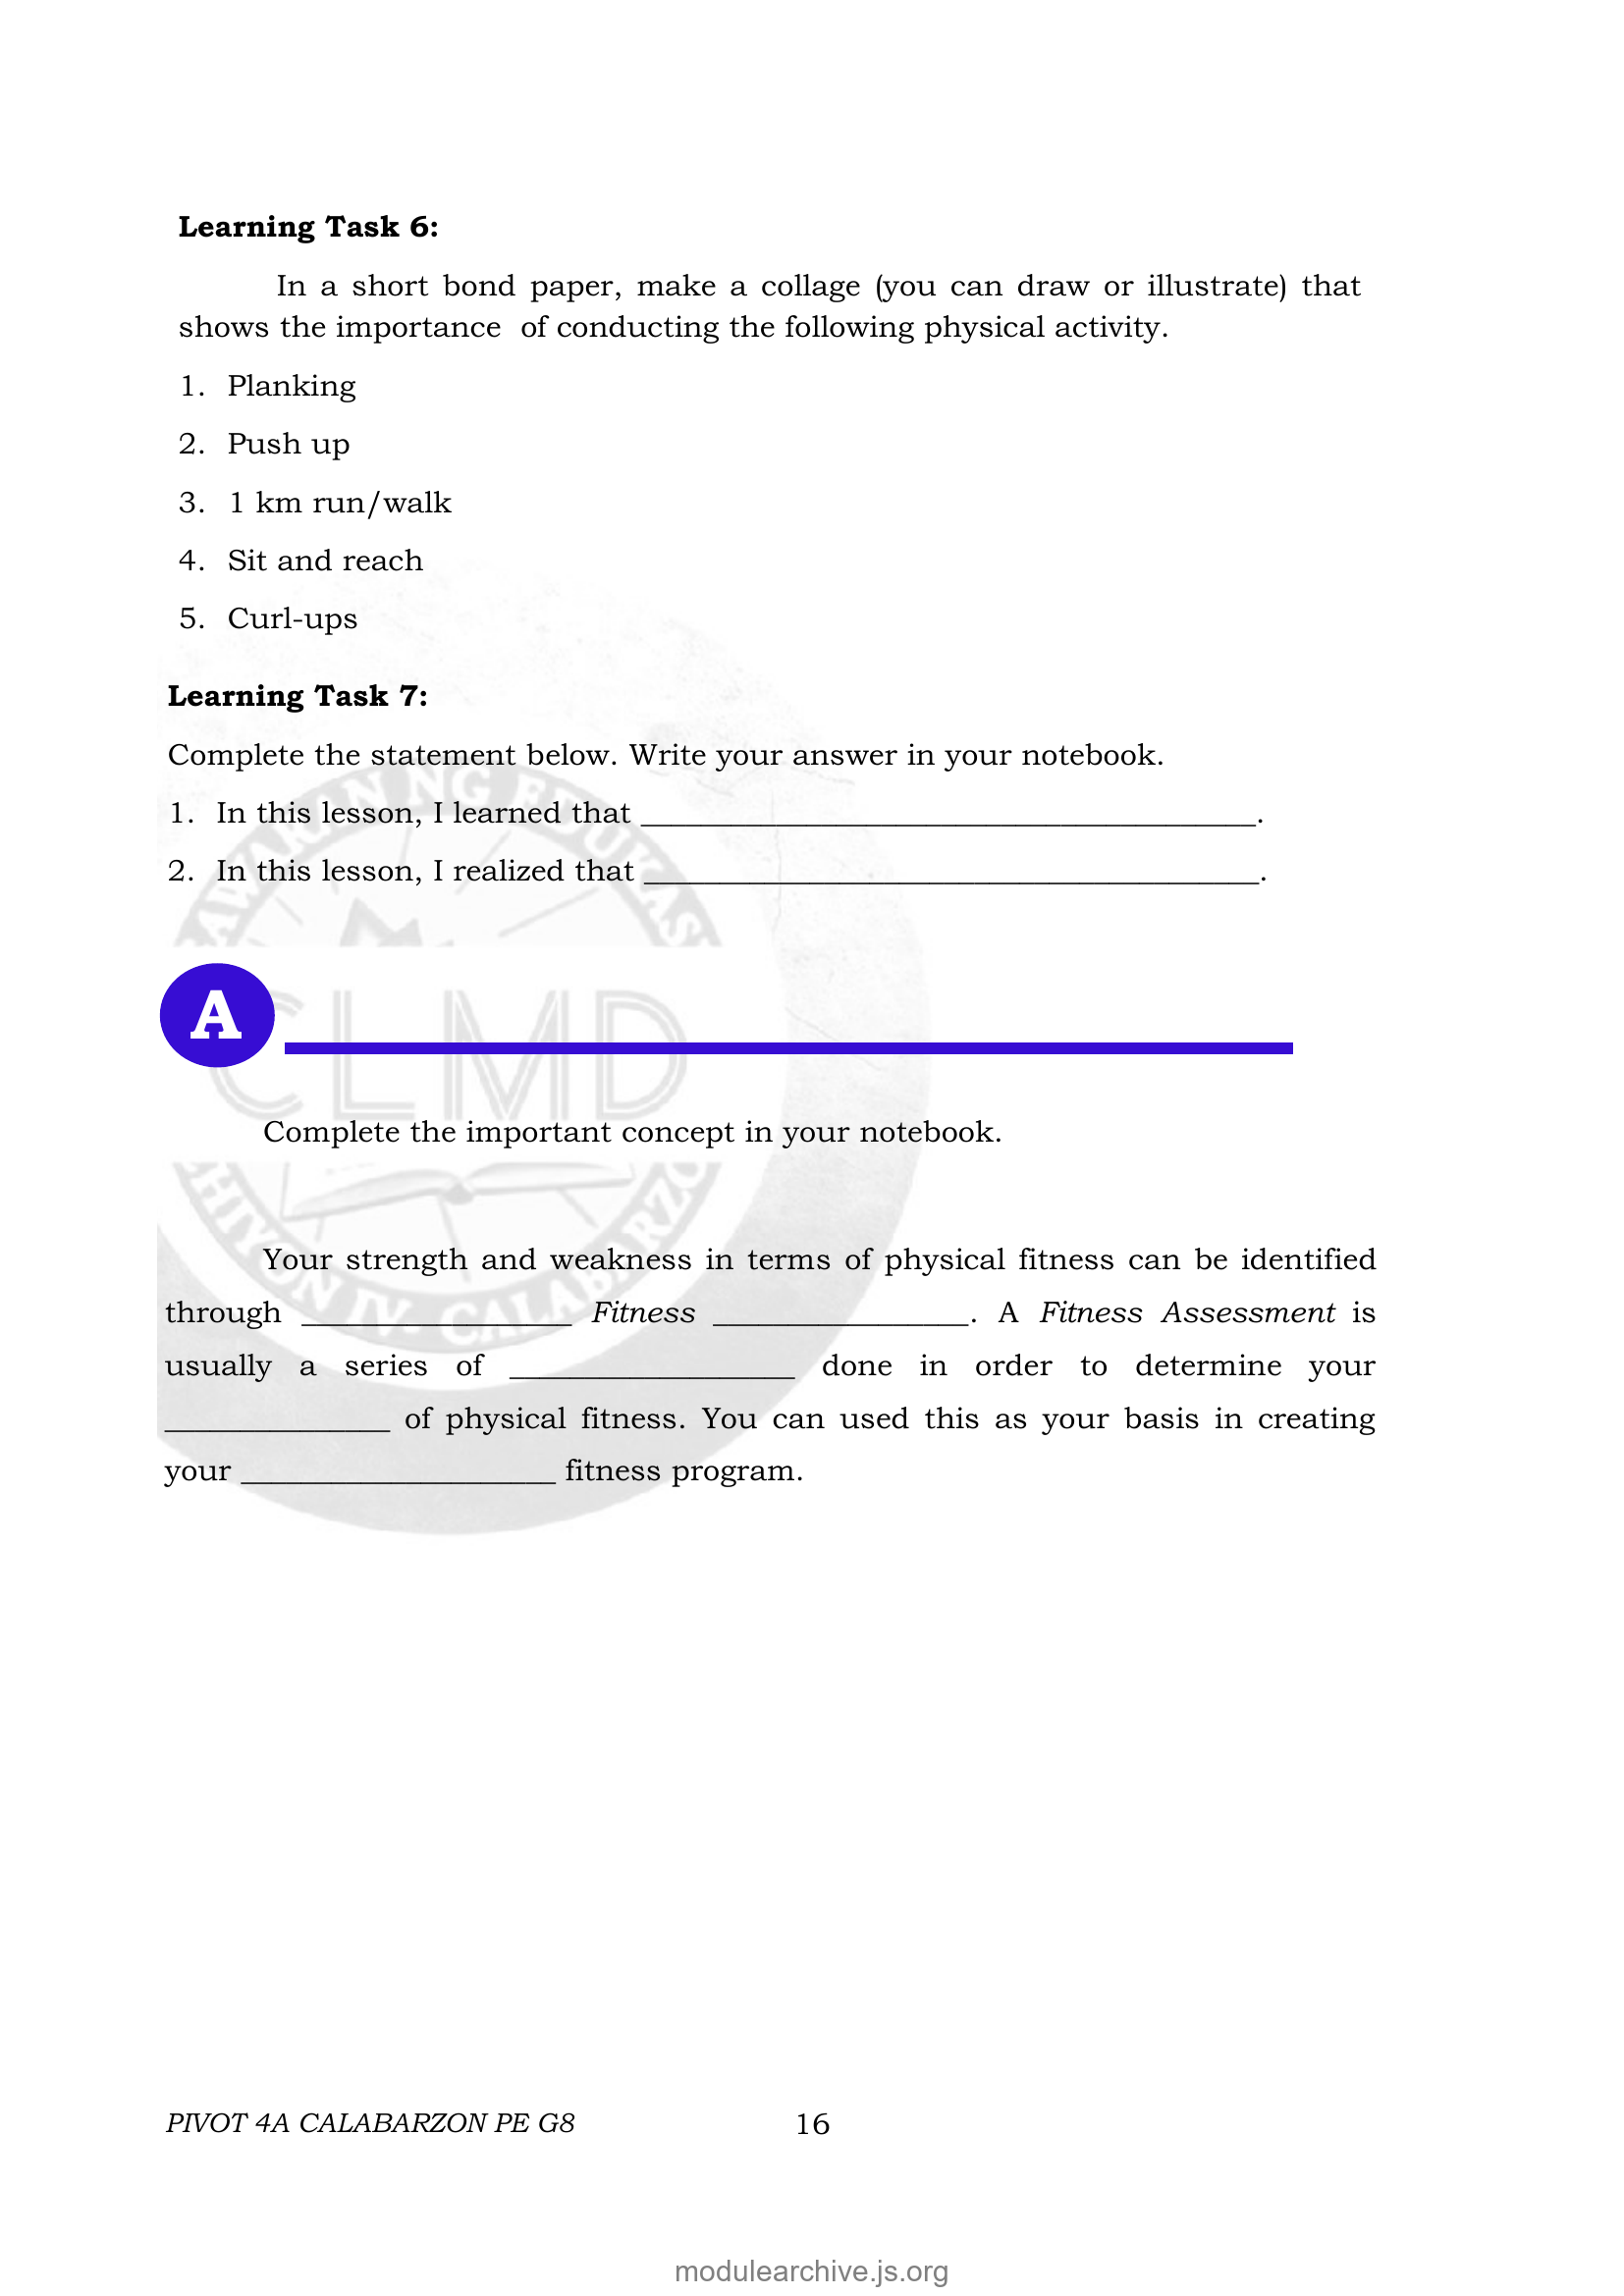 Learning Task 6:
In a short bond paper, make a collage (you can draw or illustrate) that
shows the importance of conducting the following physical activity.
1. Planking
2. Push up
3. 1 km run/walk
4. Sit and reach
5. Curl-ups
Learning Task 7:
Complete the statement below. Write your answer in your notebook.
1. In this lesson, I learned that ______________________________________.
2. In this lesson, I realized that ______________________________________.
A
CLMD
Complete the important concept in your notebook.
Your strength and weakness in terms of physical fitness can be identified
through _________________ Fitness ________________. A Fitness Assessment is
usually a series of __________________ done in order to determine your
______________ of physical fitness. You can used this as your basis in creating
your ____________________ fitness program.
PIVOT 4A CALABARZON PE G8 16
modulearchive.js.org